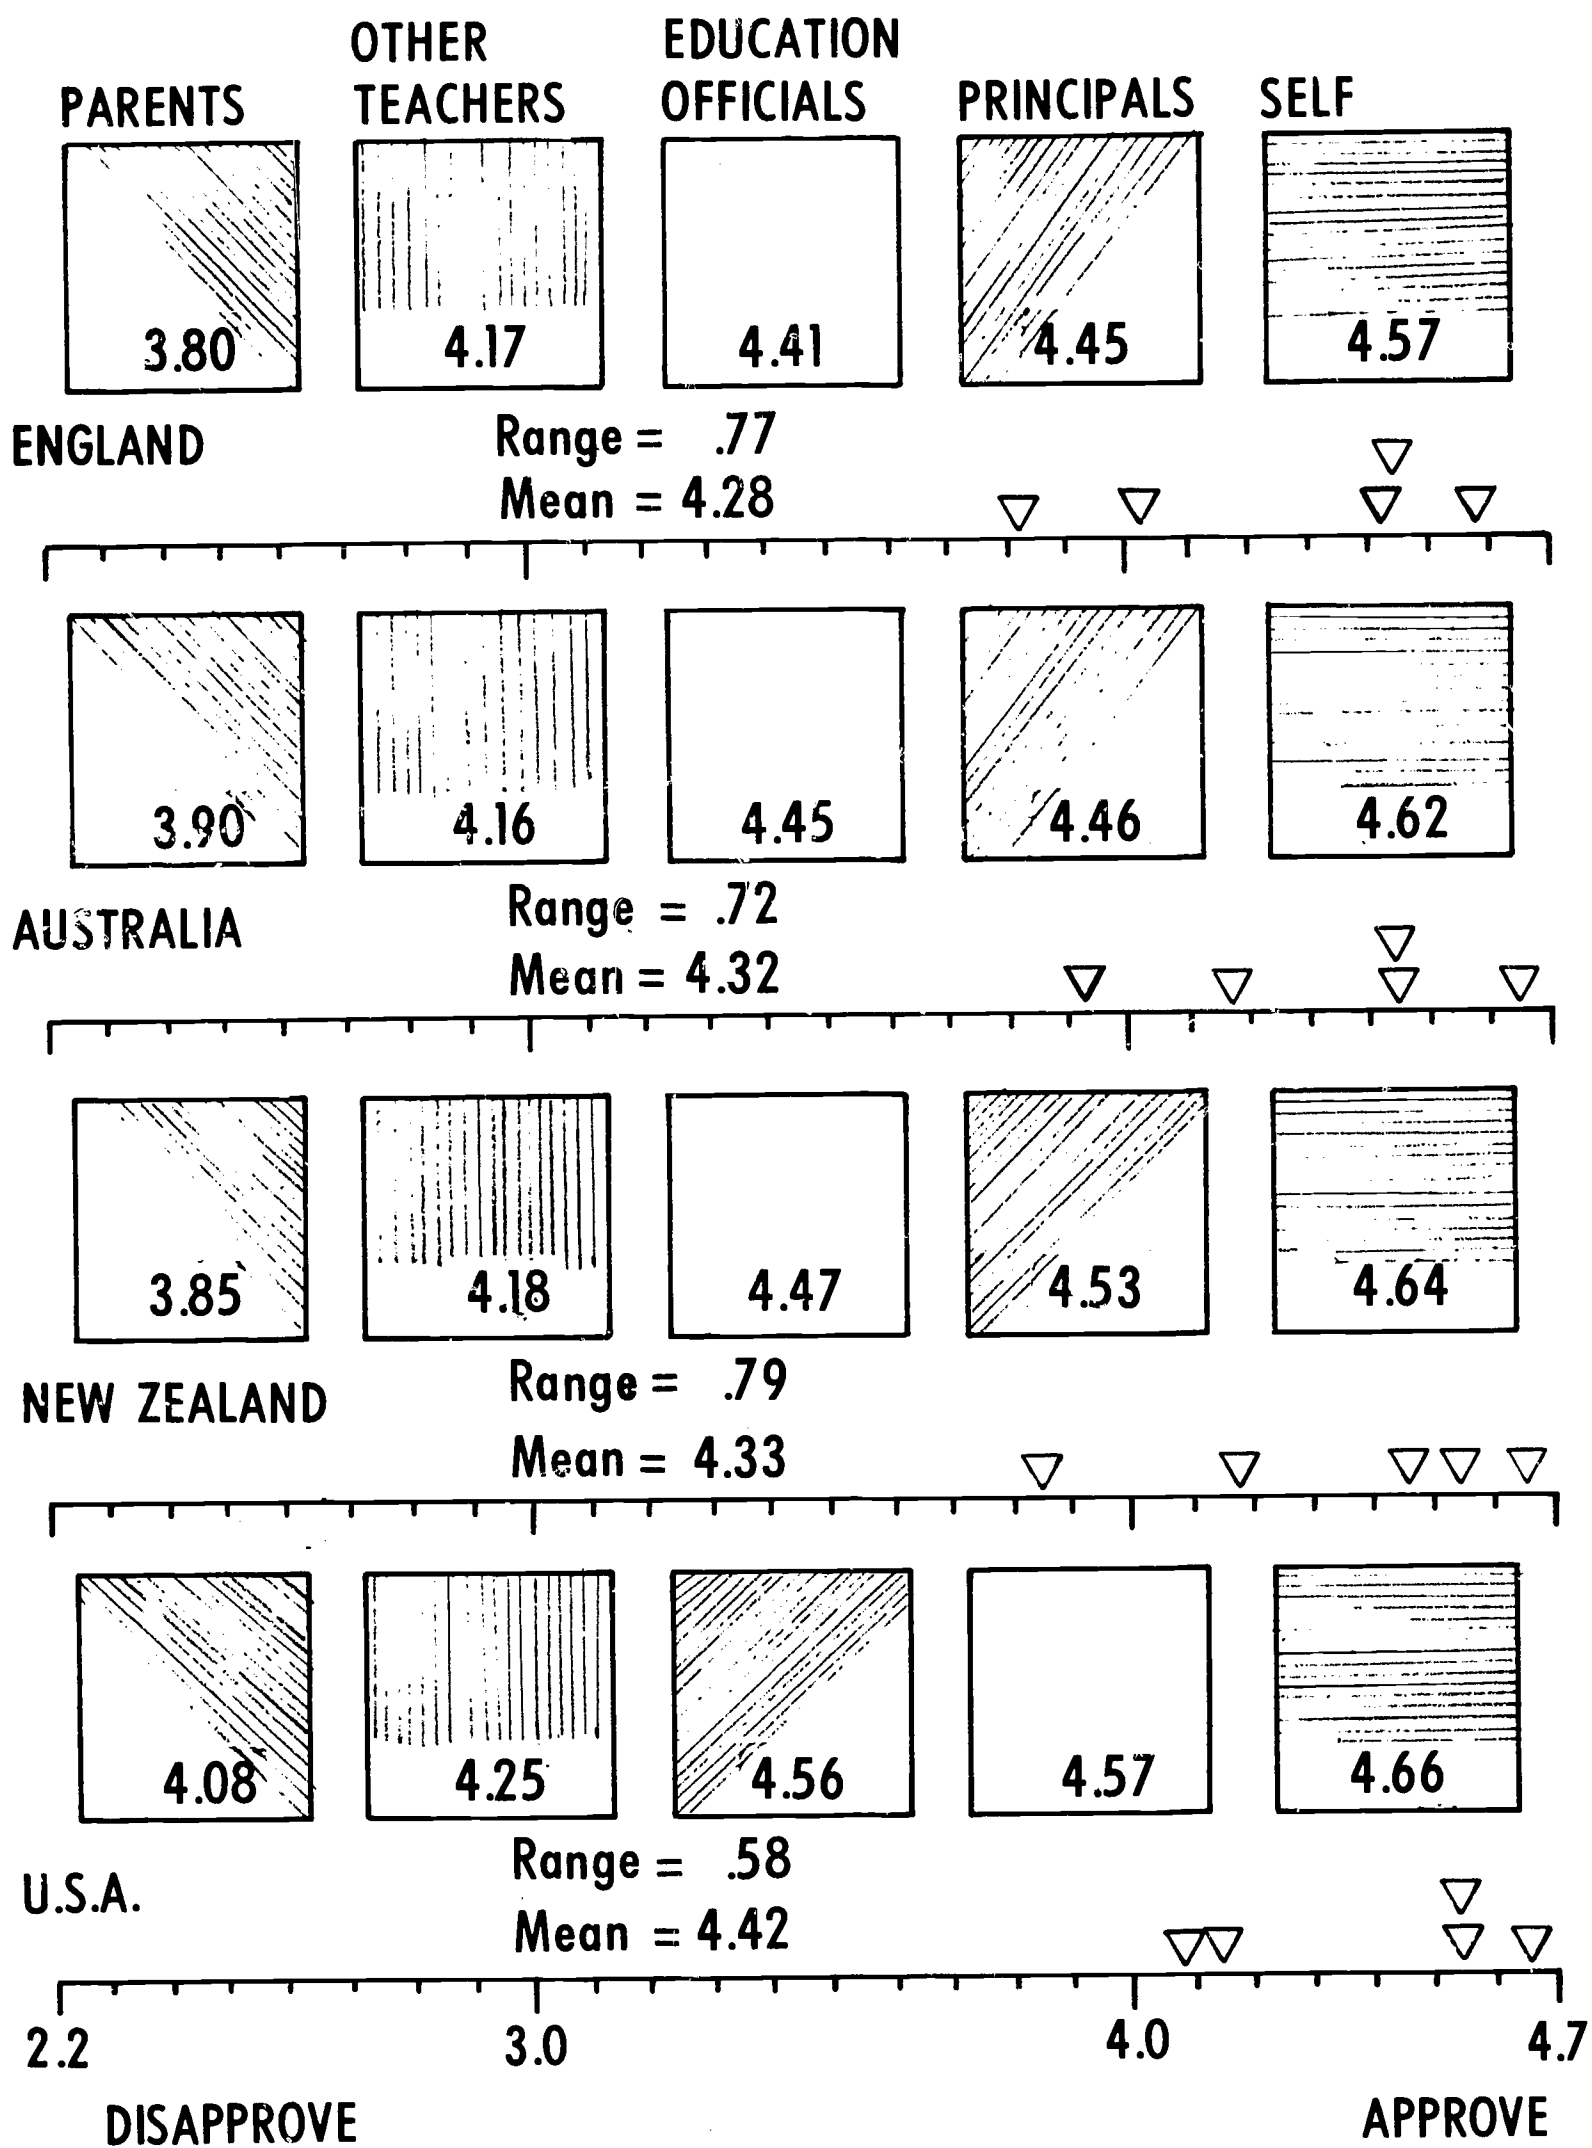 PARENTS
OTHER TEACHERS
EDUCATION OFFICIALS
PRINCIPALS
SELF
3.80 4.17 4.41 4.45 4.57
ENGLAND
Range = .77
Mean = 4.28
3.90 4.16 4.45 4.46 4.62
AUSTRALIA
Range = .72
Mean = 4.32
3.85 4.18 4.47 4.53 4.64
NEW ZEALAND
Range = .79
Mean = 4.33
4.08 4.25 4.56 4.57 4.66
U.S.A.
Range = .58
Mean = 4.42
2.2 3.0 4.0 4.7
DISAPPROVE APPROVE